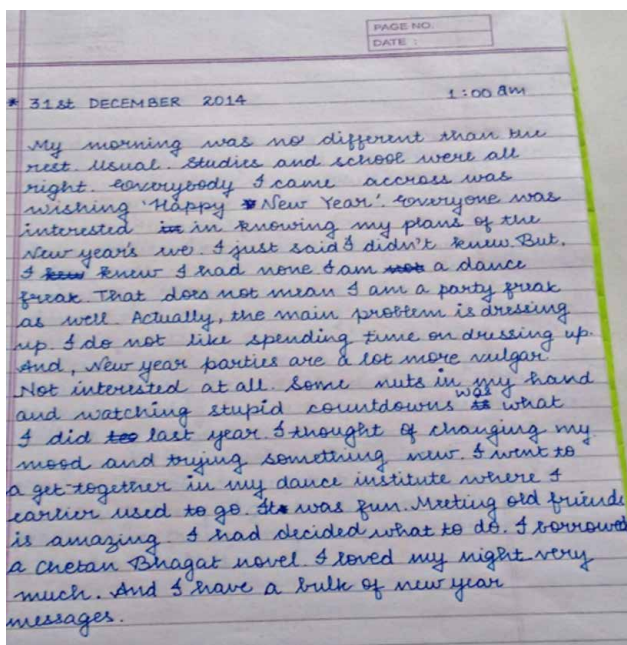 PAGE NO.
DATE :
* 31st DECEMBER 2014 1:00 am
My morning was no different than the
rest. Usual. Studies and school were all
right. Everybody I came accross was
wishing 'Happy New Year'. Everyone was
interested in knowing my plans of the
New year's eve. I just said I didn't knew. But,
I knew I had none I am a dance
freak. That does not mean I am a party freak
as well. Actually, the main problem is dressing
up. I do not like spending time on dressing up.
And, New year parties are a lot more vulgar
Not interested at all. Some nuts in my hand
and watching stupid countdowns was what
I did last year. I thought of changing my
mood and trying something new. I went to
a get-together in my dance institute where I
earlier used to go. It was fun. Meeting old friends
is amazing. I had decided what to do. I borrowed
a Chetan Bhagat novel. I loved my night very
much. And I have a bulk of new year
messages.